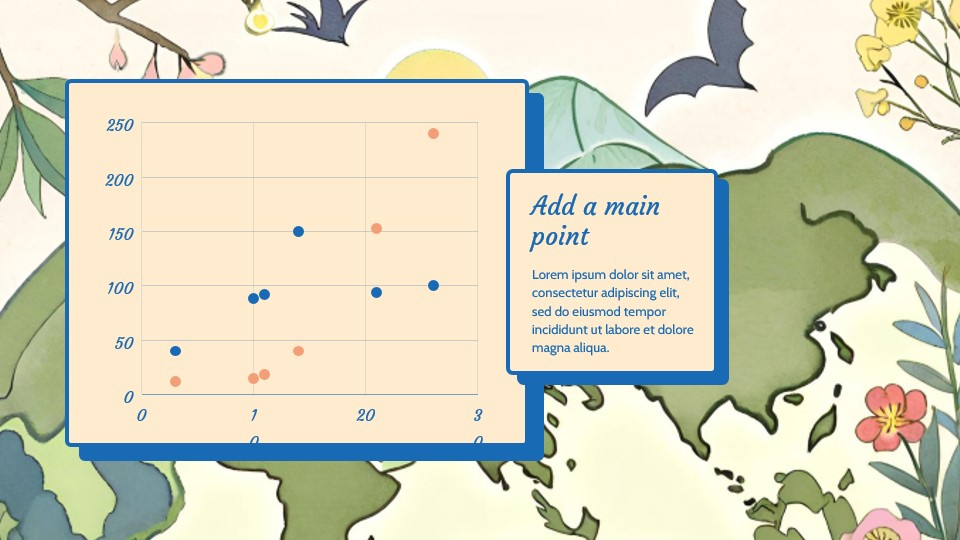 250
200
150
100
50
0
0 1 20 3
0 0
Add a main
point
Lorem ipsum dolor sit amet,
consectetur adipiscing elit,
sed do eiusmod tempor
incididunt ut labore et dolore
magna aliqua.